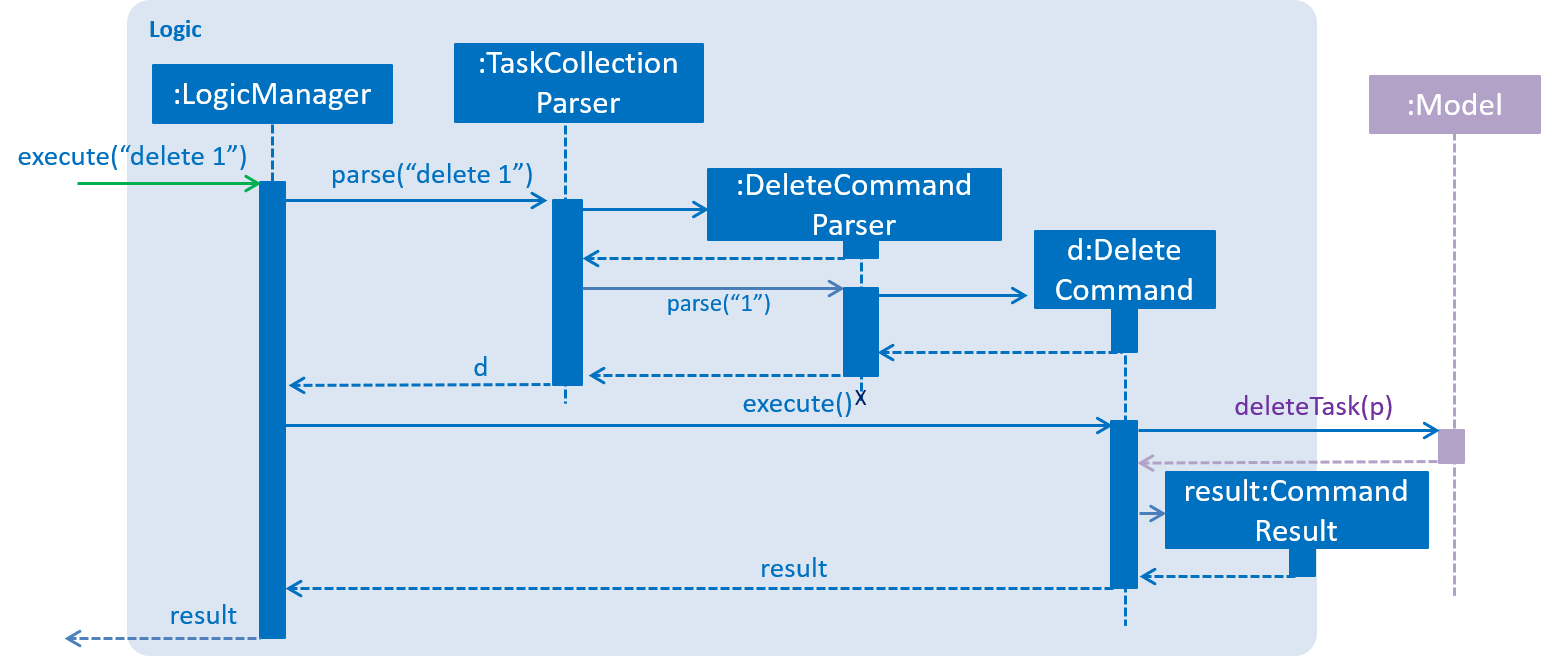 Logic
:TaskCollection
Parser
:LogicManager
:Model
execute(“delete 1”)
parse(“delete 1”)
:DeleteCommand
Parser
d:Delete
Command
parse(“1”)
d
execute()
X
deleteTask(p)
result:Command
Result
result
result